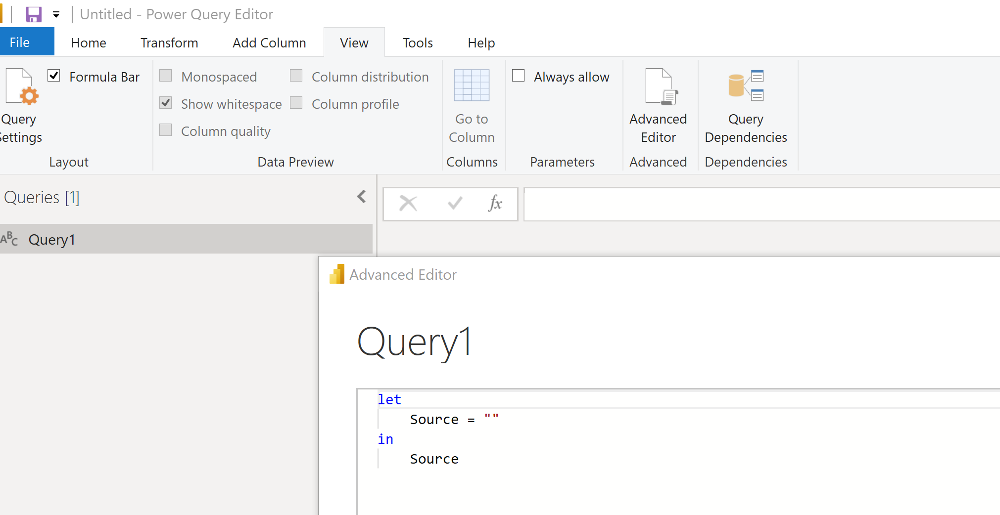 Untitled - Power Query Editor
File Home Transform Add Column View Tools Help
Formula Bar
Query
Settings
Layout
Monospaced
Show whitespace
Column quality
Column distribution
Column profile
Data Preview
Go to
Column
Columns
Always allow
Parameters
Advanced
Editor
Advanced
Query
Dependencies
Dependencies
Queries [1]
fx
ABC Query1
Advanced Editor
Query1
let
Source = ""
in
Source